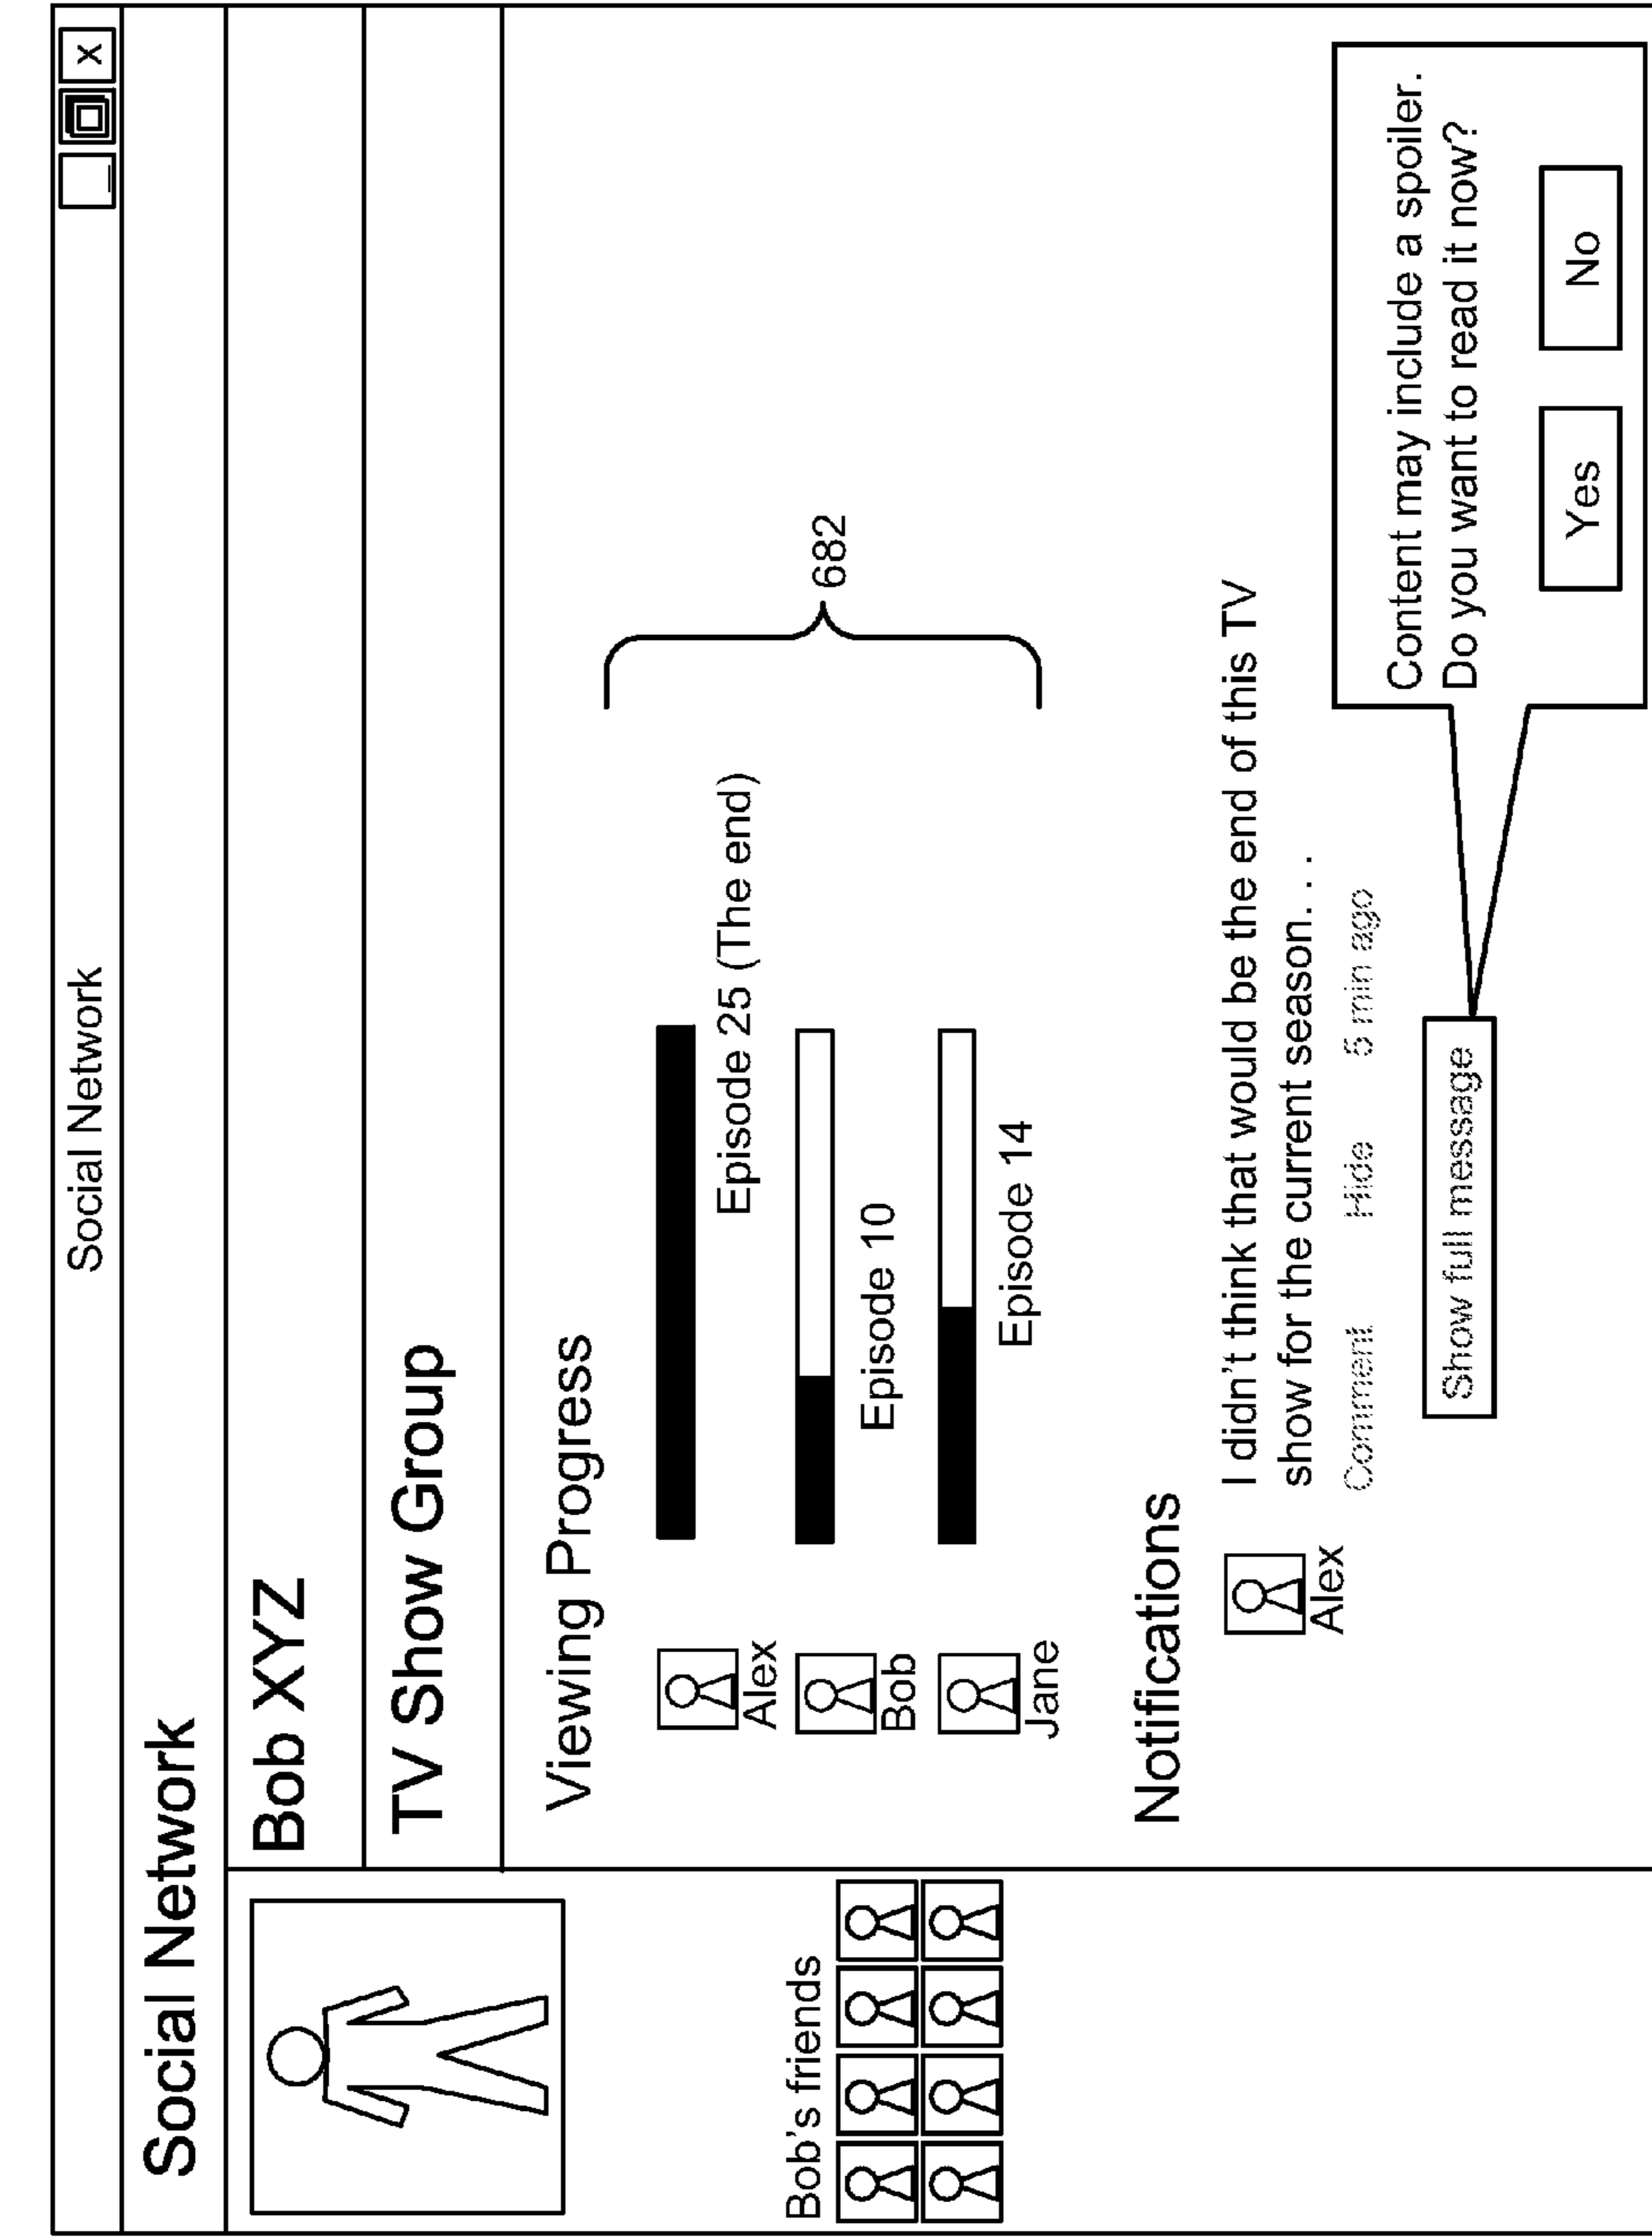 Social Network
X
Social Network
Bob XYZ
TV Show Group
Viewing Progress
Alex
Episode 25 (The end)
Bob
Episode 10
Jane
Episode 14
682
Bob's friends
Notifications
Alex
I didn't think that would be the end of this TV
show for the current season. . .
Comment Hide 5 min ago
Show full message
Content may include a spoiler.
Do you want to read it now?
Yes No